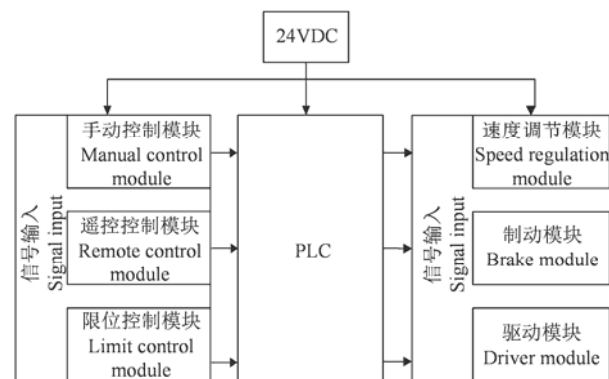 24VDC
信号输入
Signal input
手动控制模块
Manual control
module
遥控控制模块
Remote control
module
限位控制模块
Limit control
module
PLC
信号输入
Signal input
速度调节模块
Speed regulation
module
制动模块
Brake module
驱动模块
Driver module